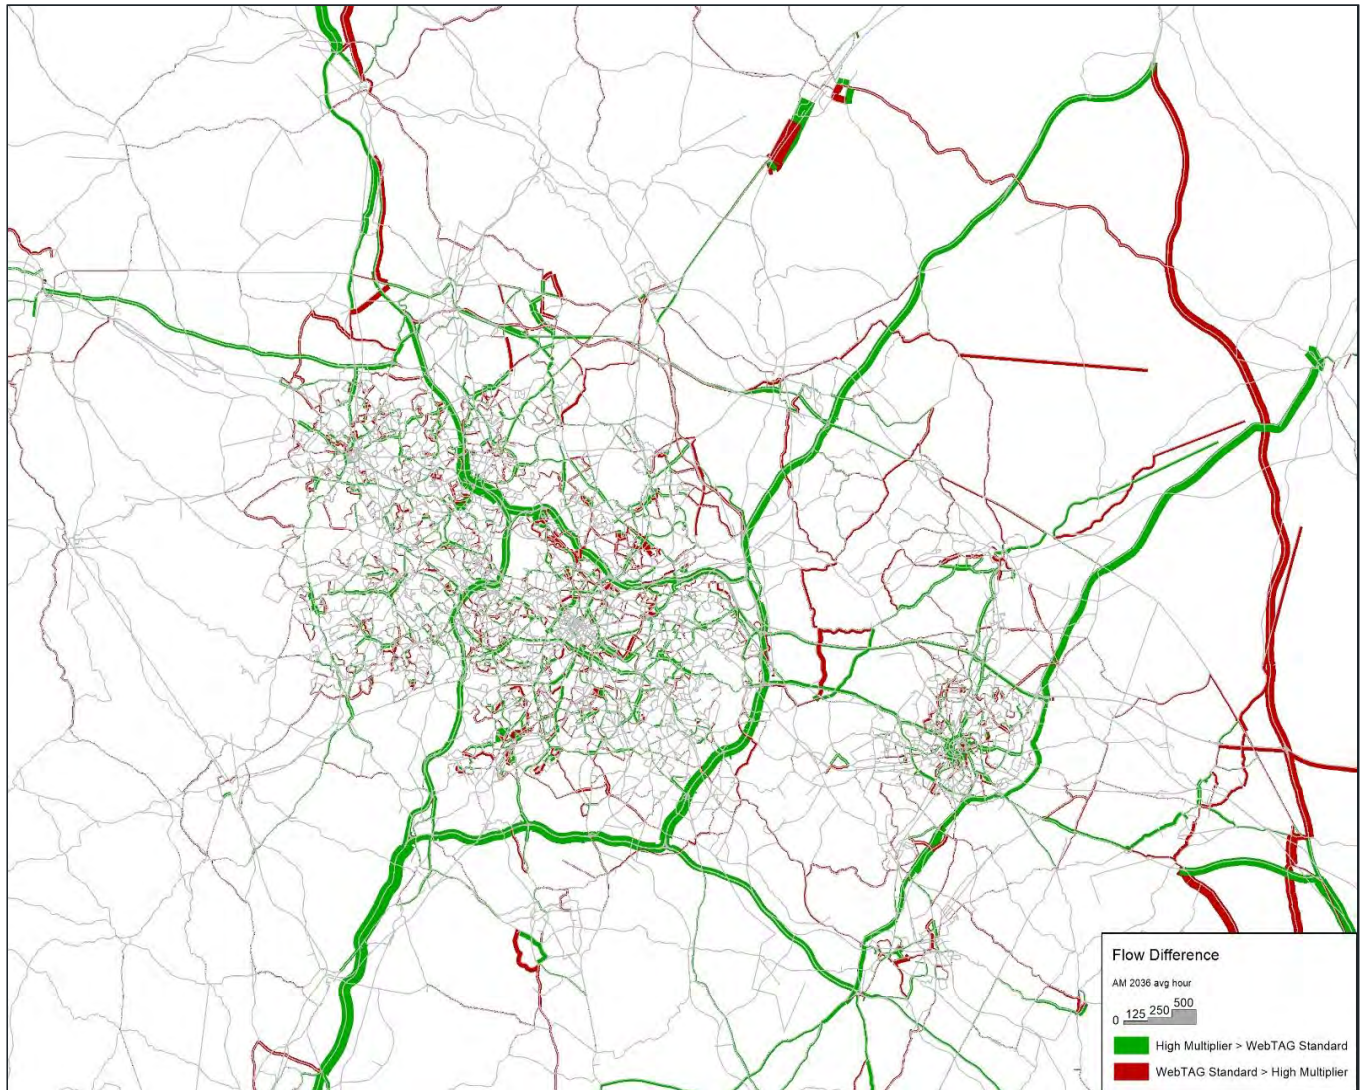 Flow Difference
AM 2036 avg hour
0 125 250 500
High Multiplier > WebTAG Standard
WebTAG Standard > High Multiplier